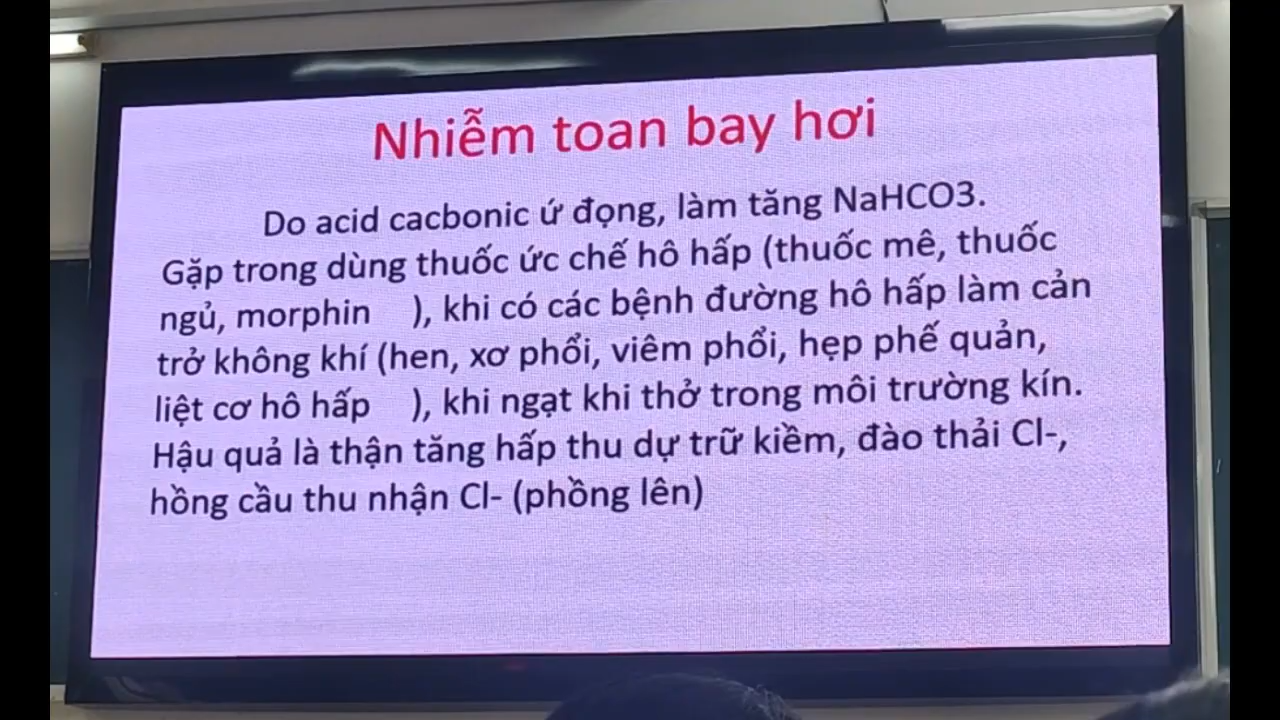 Nhiễm toan bay hơi
Do acid cacbonic ứ đọng, làm tăng NaHCO3.
Gặp trong dùng thuốc ức chế hô hấp (thuốc mê, thuốc
ngủ, morphin ), khi có các bệnh đường hô hấp làm cản
trở không khí (hen, xơ phổi, viêm phổi, hẹp phế quản,
liệt cơ hô hấp ), khi ngạt khi thở trong môi trường kín.
Hậu quả là thận tăng hấp thu dự trữ kiềm, đào thải Cl-,
hồng cầu thu nhận Cl- (phồng lên)